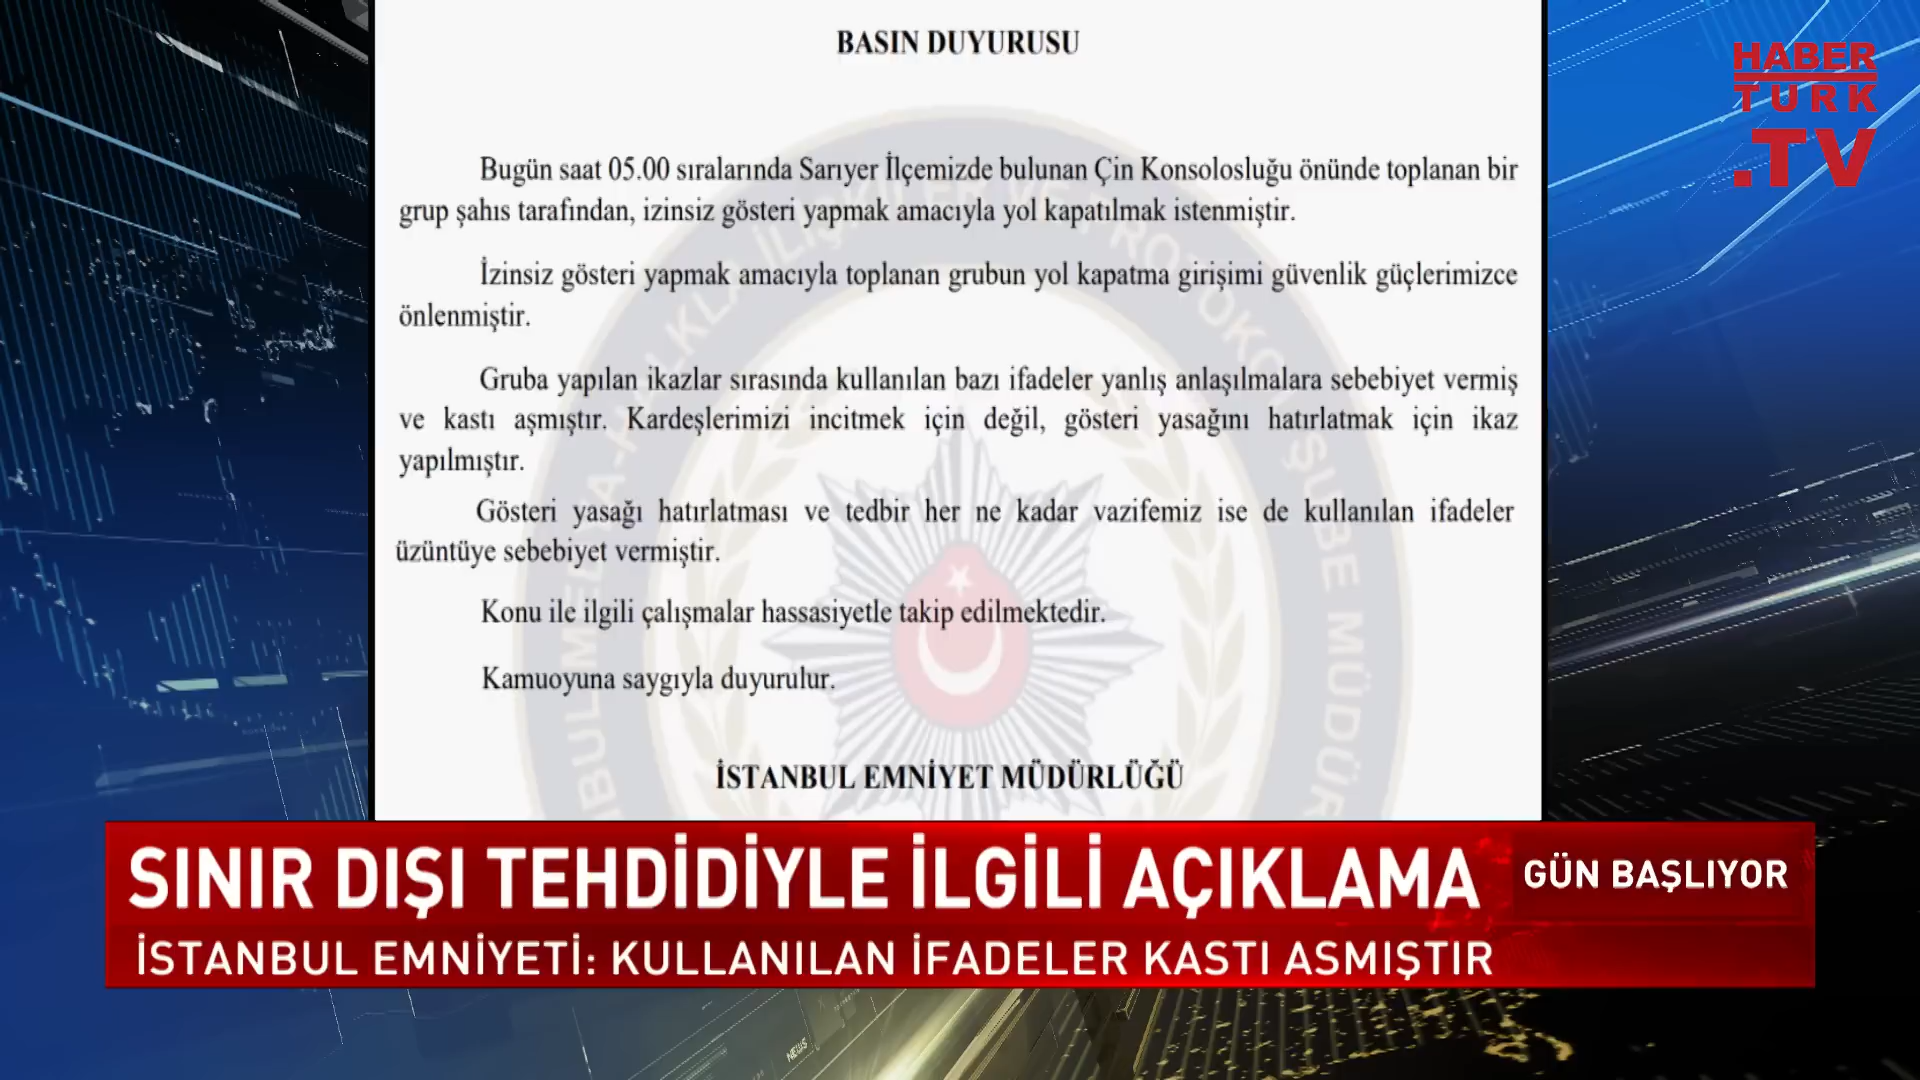 BASIN DUYURUSU
HABER
TURK
.TV
Bugün saat 05.00 sıralarında Sarıyer İlçemizde bulunan Çin Konsolosluğu önünde toplanan bir
grup şahıs tarafından, izinsiz gösteri yapmak amacıyla yol kapatılmak istenmiştir.
İzinsiz gösteri yapmak amacıyla toplanan grubun yol kapatma girişimi güvenlik güçlerimizce
önlenmiştir.
Gruba yapılan ikazlar sırasında kullanılan bazı ifadeler yanlış anlaşılmalara sebebiyet vermiş
ve kastı aşmıştır. Kardeşlerimizi incitmek için değil, gösteri yasağını hatırlatmak için ikaz
yapılmıştır.
Gösteri yasağı hatırlatması ve tedbir her ne kadar vazifemiz ise de kullanılan ifadeler
üzüntüye sebebiyet vermiştir.
Konu ile ilgili çalışmalar hassasiyetle takip edilmektedir.
Kamuoyuna saygıyla duyurulur.
İSTANBUL EMNİYET MÜDÜRLÜĞÜ
SINIR DIŞI TEHDİDİYLE İLGİLİ AÇIKLAMA
GÜN BAŞLIYOR
İSTANBUL EMNİYETİ: KULLANILAN İFADELER KASTI ASMIŞTIR
NEWS